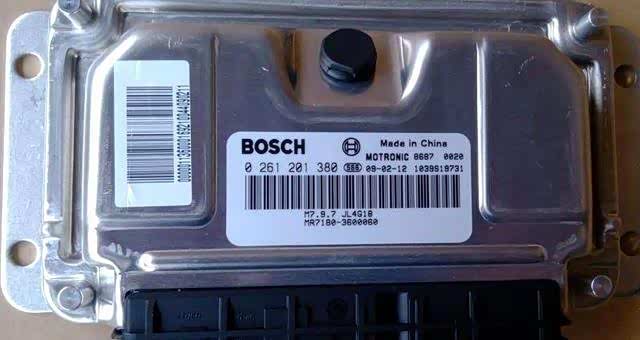 BOSCH
Made in China
MOTRONIC 8687 0020
0 261 201 380 SGS 09-02-12 1039S19731
M7.9.7 JL4G18
MR7180-3600060